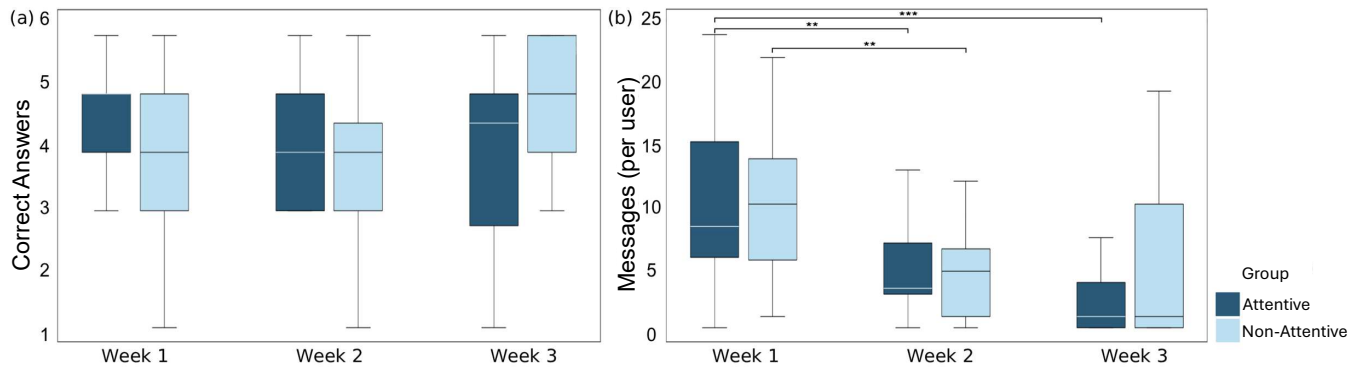 (a)
Correct Answers
6
5
4
3
2
1
Week 1
Week 2
Week 3
(b)
Messages (per user)
25
20
15
10
5
0
**
***
**
Week 1
Week 2
Week 3
Group
Attentive
Non-Attentive